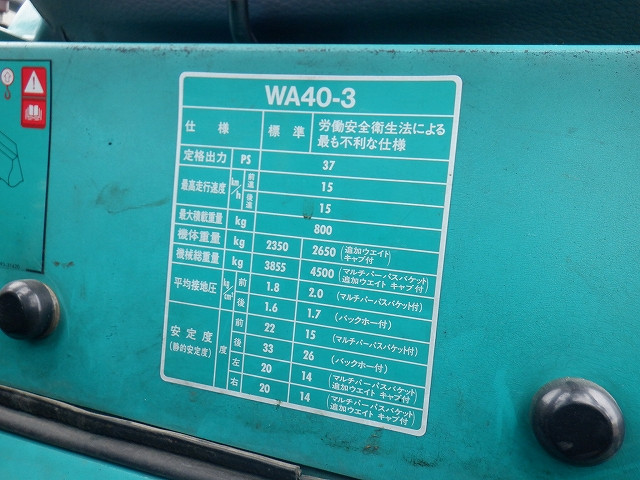 WA40-3
仕様 標準 労働安全衛生法による
最も不利な仕様
定格出力 PS 37
最高走行速度 km/h 前進 15
後進 15
最大積載重量 kg 800
機体重量 kg 2350 2650 (追加ウエイト キャブ付)
機械総重量 kg 3855 4500 (マルチパーパスバケット 追加ウエイト キャブ付)
平均接地圧 kg/cm² 前 1.8 2.0 (マルチパーパスバケット付)
後 1.6 1.7 (バックホー付)
安定度 (静的安定度) 度 前 22 15 (マルチパーパスバケット付)
後 33 26 (バックホー付)
左 20 14 (マルチパーパスバケット 追加ウエイト キャブ付)
右 20 14 (マルチパーパスバケット 追加ウエイト キャブ付)